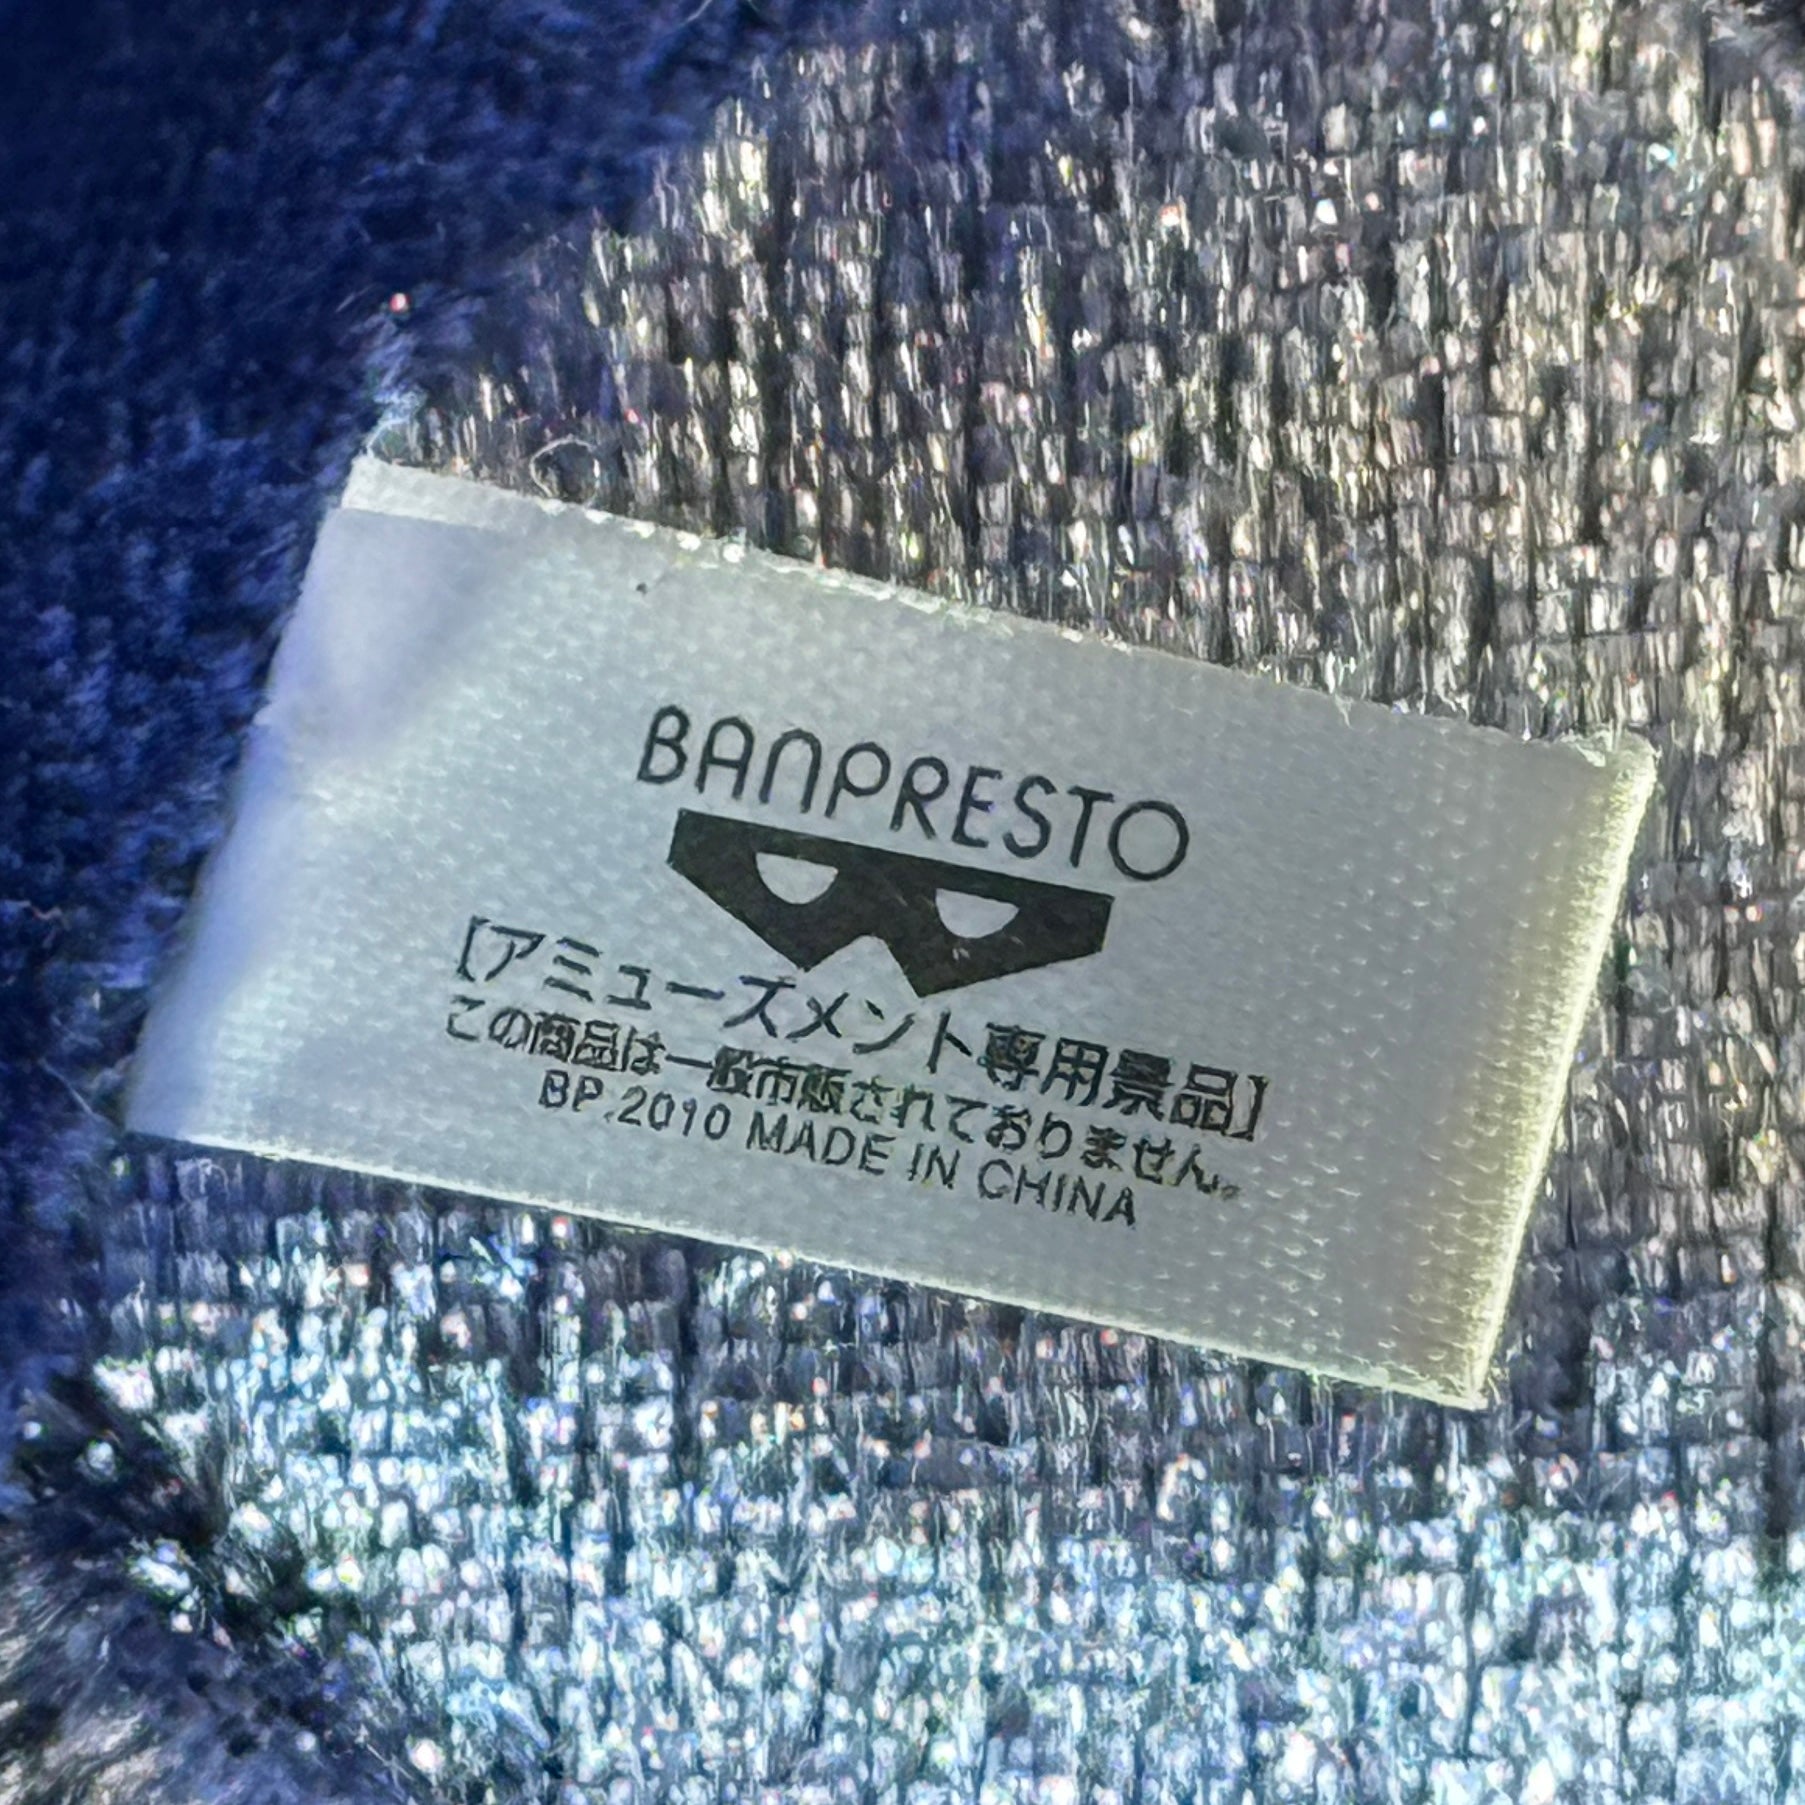 BANPRESTO
【アミューズメント専用景品】
この商品は一般市販されておりません。
BP.2010 MADE IN CHINA